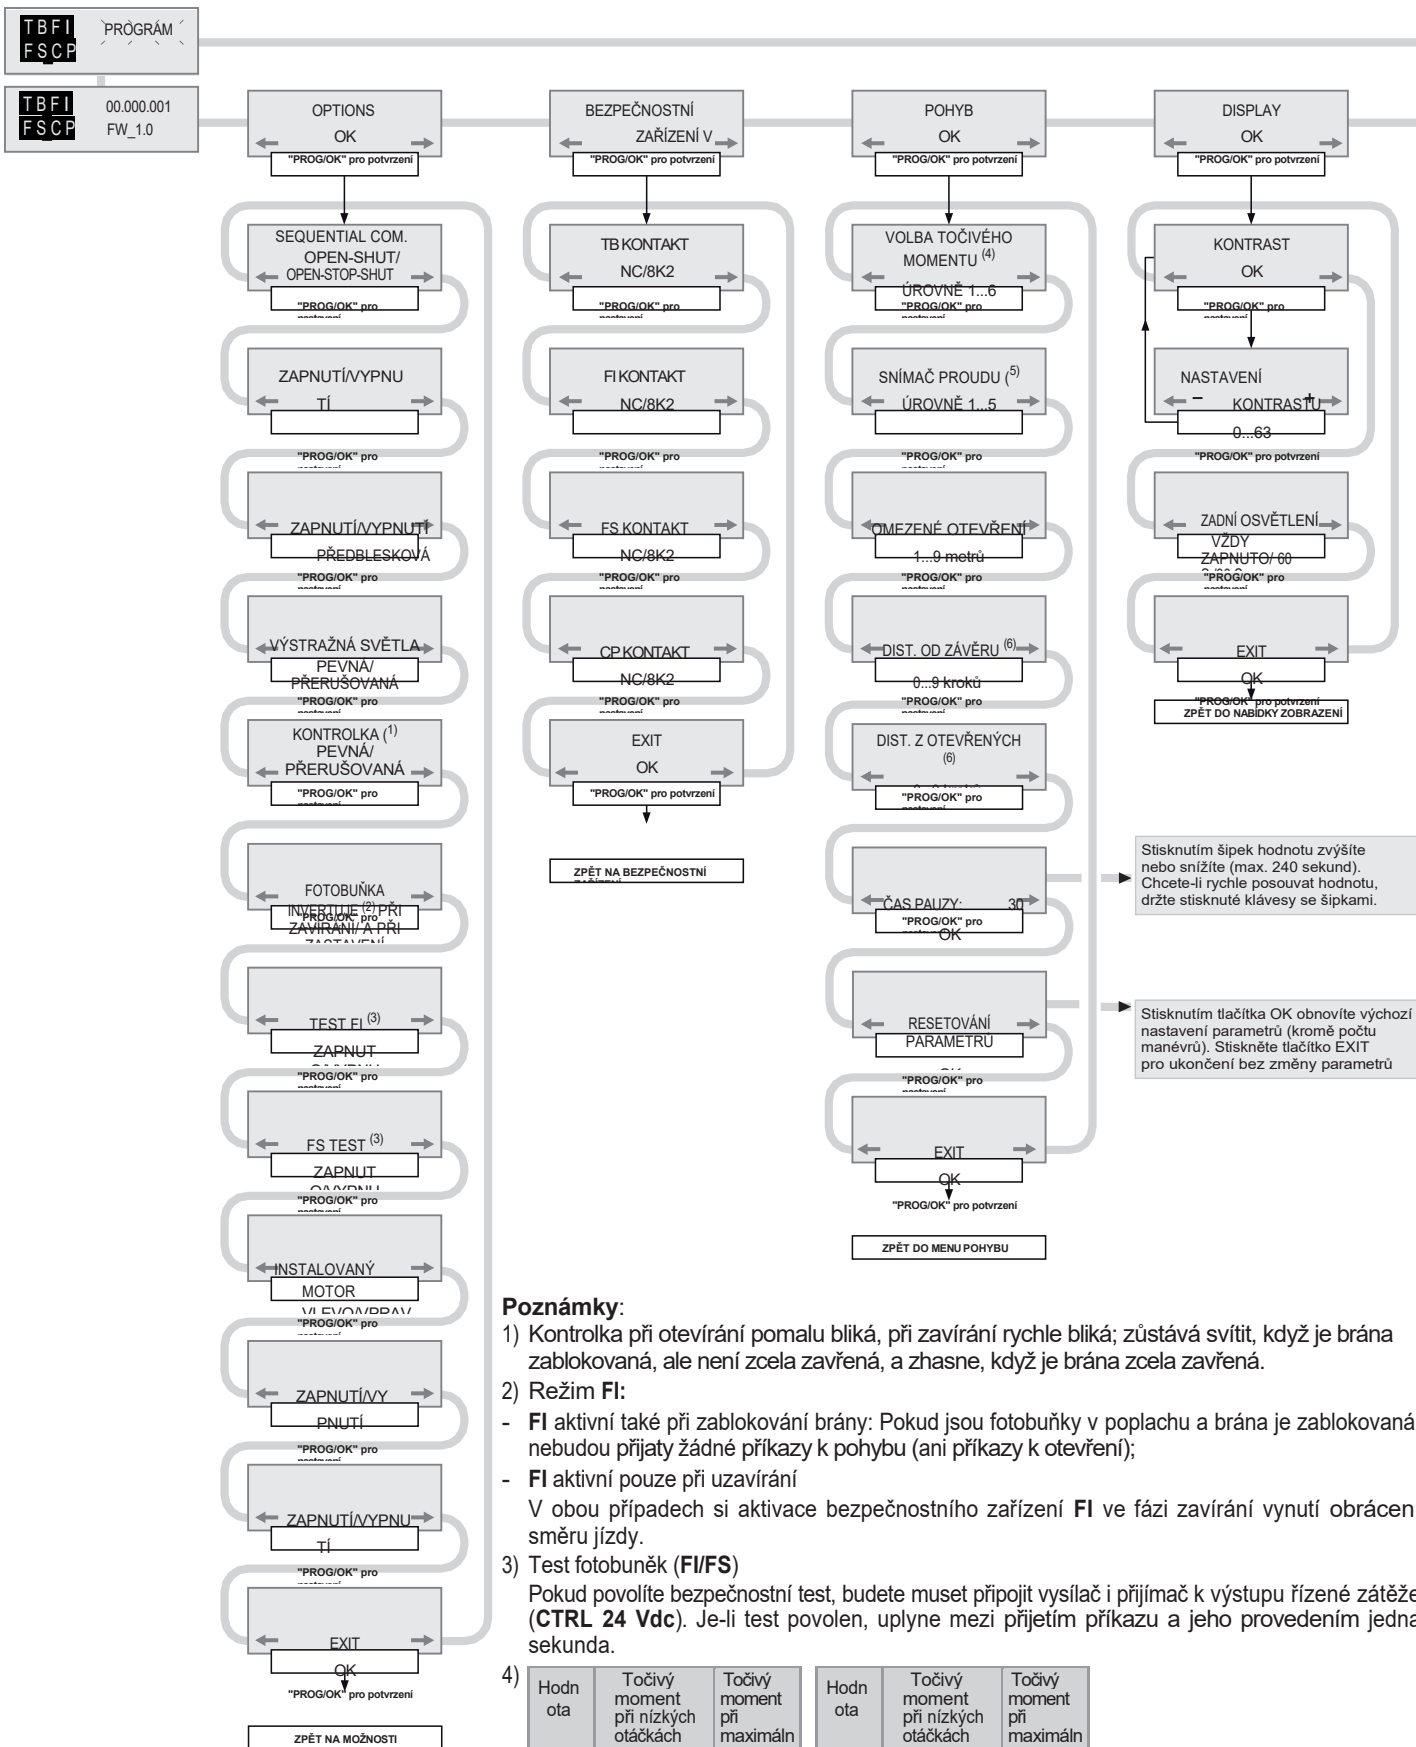 TBFI
FSCP
PROGRÁM
TBFI
FSCP
00.000.001
FW_1.0
OPTIONS
OK
"PROG/OK" pro potvrzení
SEQUENTIAL COM.
OPEN-SHUT/
OPEN-STOP-SHUT
"PROG/OK" pro
ZAPNUTÍ/VYPNU
TÍ
"PROG/OK" pro
ZAPNUTÍ/VYPNUTÍ
PŘEDBLESKOVÁ
"PROG/OK" pro
VÝSTRAŽNÁ SVĚTLA
PEVNÁ/
PŘERUŠOVANÁ
"PROG/OK" pro
KONTROLKA (1)
PEVNÁ/
PŘERUŠOVANÁ
"PROG/OK" pro
FOTOBUŇKA
INVERTUJE (2) PŘI
"PROG/OK" pro
ZAVÍRÁNÍ/ A PŘI
ZASTAVENÍ
TEST FI (3)
ZAPNUT
O/VYPNU
"PROG/OK" pro
FS TEST (3)
ZAPNUT
O/VYPNU
"PROG/OK" pro
INSTALOVANÝ
MOTOR
VLEVO/VPRAV
"PROG/OK" pro
ZAPNUTÍ/VY
PNUTÍ
"PROG/OK" pro
ZAPNUTÍ/VYPNU
TÍ
"PROG/OK" pro
EXIT
OK
"PROG/OK" pro potvrzení
ZPĚT NA MOŽNOSTI
BEZPEČNOSTNÍ
ZAŘÍZENÍ V
"PROG/OK" pro potvrzení
TB KONTAKT
NC/8K2
"PROG/OK" pro
FI KONTAKT
NC/8K2
"PROG/OK" pro
FS KONTAKT
NC/8K2
"PROG/OK" pro
CP KONTAKT
NC/8K2
"PROG/OK" pro
EXIT
OK
"PROG/OK" pro potvrzení
ZPĚT NA BEZPEČNOSTNÍ
POHYB
OK
"PROG/OK" pro potvrzení
VOLBA TOČIVÉHO
MOMENTU (4)
ÚROVNĚ 1...6
"PROG/OK" pro
SNÍMAČ PROUDU (5)
ÚROVNĚ 1...5
"PROG/OK" pro
OMEZENÉ OTEVŘENÍ
1...9 metrů
"PROG/OK" pro
DIST. OD ZÁVĚRU (6)
0...9 kroků
"PROG/OK" pro
DIST. Z OTEVŘENÝCH
(6)
"PROG/OK" pro
ČAS PAUZY: 30
"PROG/OK" pro
OK
RESETOVÁNÍ
PARAMETRŮ
"PROG/OK" pro
EXIT
OK
"PROG/OK" pro potvrzení
ZPĚT DO MENU POHYBU
DISPLAY
OK
"PROG/OK" pro potvrzení
KONTRAST
OK
"PROG/OK" pro
NASTAVENÍ
− KONTRASTU +
0...63
"PROG/OK" pro potvrzení
ZADNÍ OSVĚTLENÍ
VŽDY
ZAPNUTO/ 60
"PROG/OK" pro
EXIT
OK
"PROG/OK" pro potvrzení
ZPĚT DO NABÍDKY ZOBRAZENÍ
Stisknutím šipek hodnotu zvýšíte
nebo snížíte (max. 240 sekund).
Chcete-li rychle posouvat hodnotu,
držte stisknuté klávesy se šipkami.
Stisknutím tlačítka OK obnovíte výchozí
nastavení parametrů (kromě počtu
manévrů). Stiskněte tlačítko EXIT
pro ukončení bez změny parametrů
Poznámky:
1) Kontrolka při otevírání pomalu bliká, při zavírání rychle bliká; zůstává svítit, když je brána
zablokovaná, ale není zcela zavřená, a zhasne, když je brána zcela zavřená.
2) Režim FI:
- FI aktivní také při zablokování brány: Pokud jsou fotobuňky v poplachu a brána je zablokovaná
nebudou přijaty žádné příkazy k pohybu (ani příkazy k otevření);
- FI aktivní pouze při uzavírání
V obou případech si aktivace bezpečnostního zařízení FI ve fázi zavírání vynutí obrácen
směru jízdy.
3) Test fotobuněk (FI/FS)
Pokud povolíte bezpečnostní test, budete muset připojit vysílač i přijímač k výstupu řízené zátěže
(CTRL 24 Vdc). Je-li test povolen, uplyne mezi přijetím příkazu a jeho provedením jedna
sekunda.
4)
Hodn
ota
Točivý
moment
při nízkých
otáčkách
Točivý
moment
při
maximáln
Hodn
ota
Točivý
moment
při nízkých
otáčkách
Točivý
moment
při
maximáln